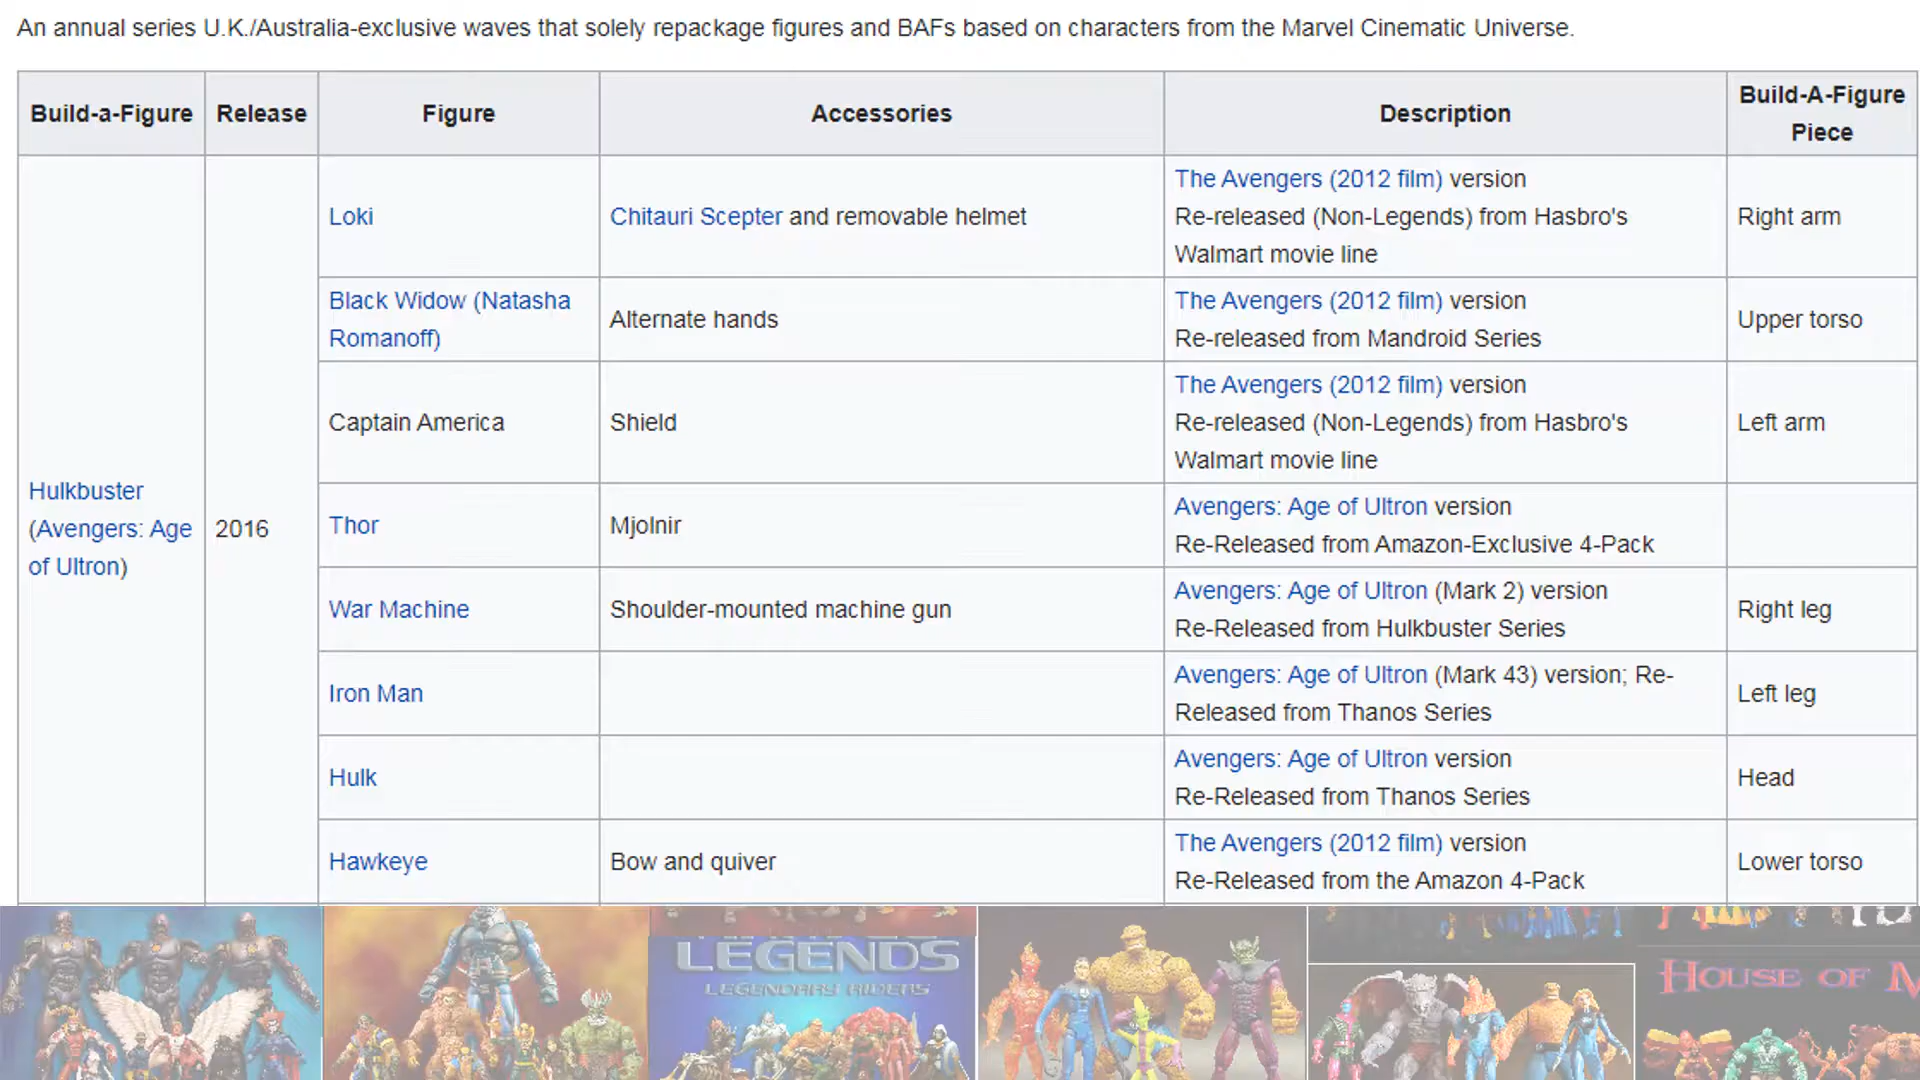 An annual series U.K./Australia-exclusive waves that solely repackage figures and BAFs based on characters from the Marvel Cinematic Universe.
Build-a-Figure Release Figure Accessories Description Build-A-Figure Piece
Hulkbuster
(Avengers: Age
of Ultron)
2016
Loki
Chitauri Scepter and removable helmet
The Avengers (2012 film) version
Re-released (Non-Legends) from Hasbro's
Walmart movie line
Right arm
Black Widow (Natasha
Romanoff)
Alternate hands
The Avengers (2012 film) version
Re-released from Mandroid Series
Upper torso
Captain America
Shield
The Avengers (2012 film) version
Re-released (Non-Legends) from Hasbro's
Walmart movie line
Left arm
Thor
Mjolnir
Avengers: Age of Ultron version
Re-Released from Amazon-Exclusive 4-Pack
War Machine
Shoulder-mounted machine gun
Avengers: Age of Ultron (Mark 2) version
Re-Released from Hulkbuster Series
Right leg
Iron Man
Avengers: Age of Ultron (Mark 43) version; Re-
Released from Thanos Series
Left leg
Hulk
Avengers: Age of Ultron version
Re-Released from Thanos Series
Head
Hawkeye
Bow and quiver
The Avengers (2012 film) version
Re-Released from the Amazon 4-Pack
Lower torso
LEGENDS
LEGENDARY RIDERS
HOUSE OF M